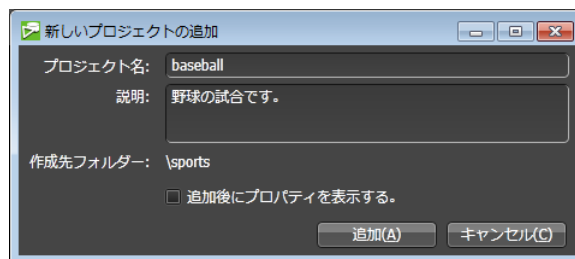 新しいプロジェクトの追加
プロジェクト名: baseball
説明: 野球の試合です。
作成先フォルダー: \sports
追加後にプロパティを表示する。
追加(A) キャンセル(C)